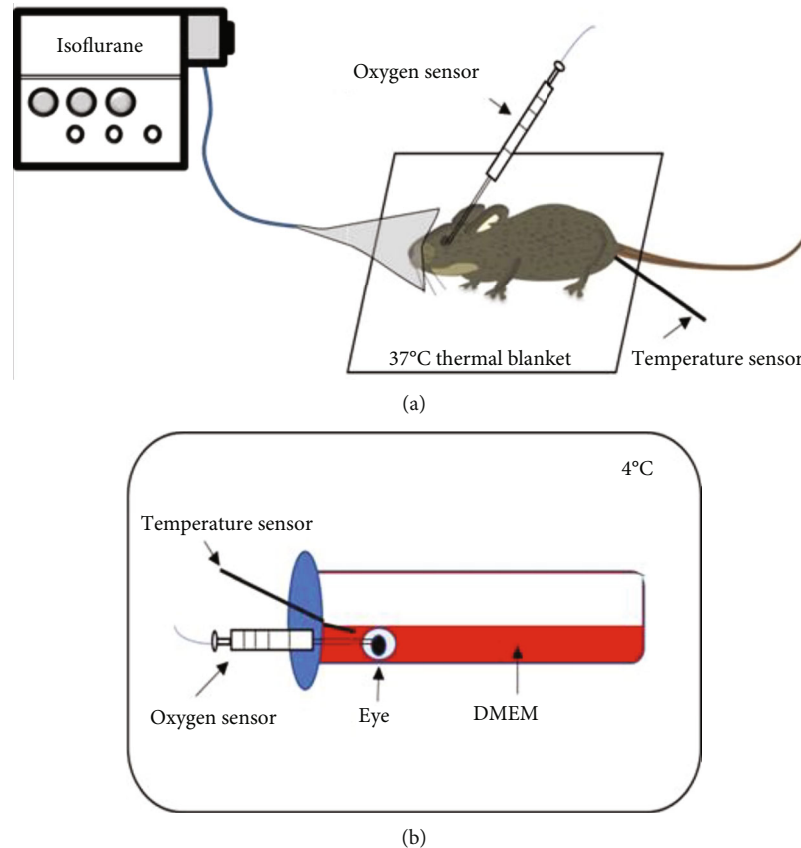 Isoflurane
Oxygen sensor
37°C thermal blanket
Temperature sensor
(a)
4°C
Temperature sensor
Oxygen sensor
Eye
DMEM
(b)